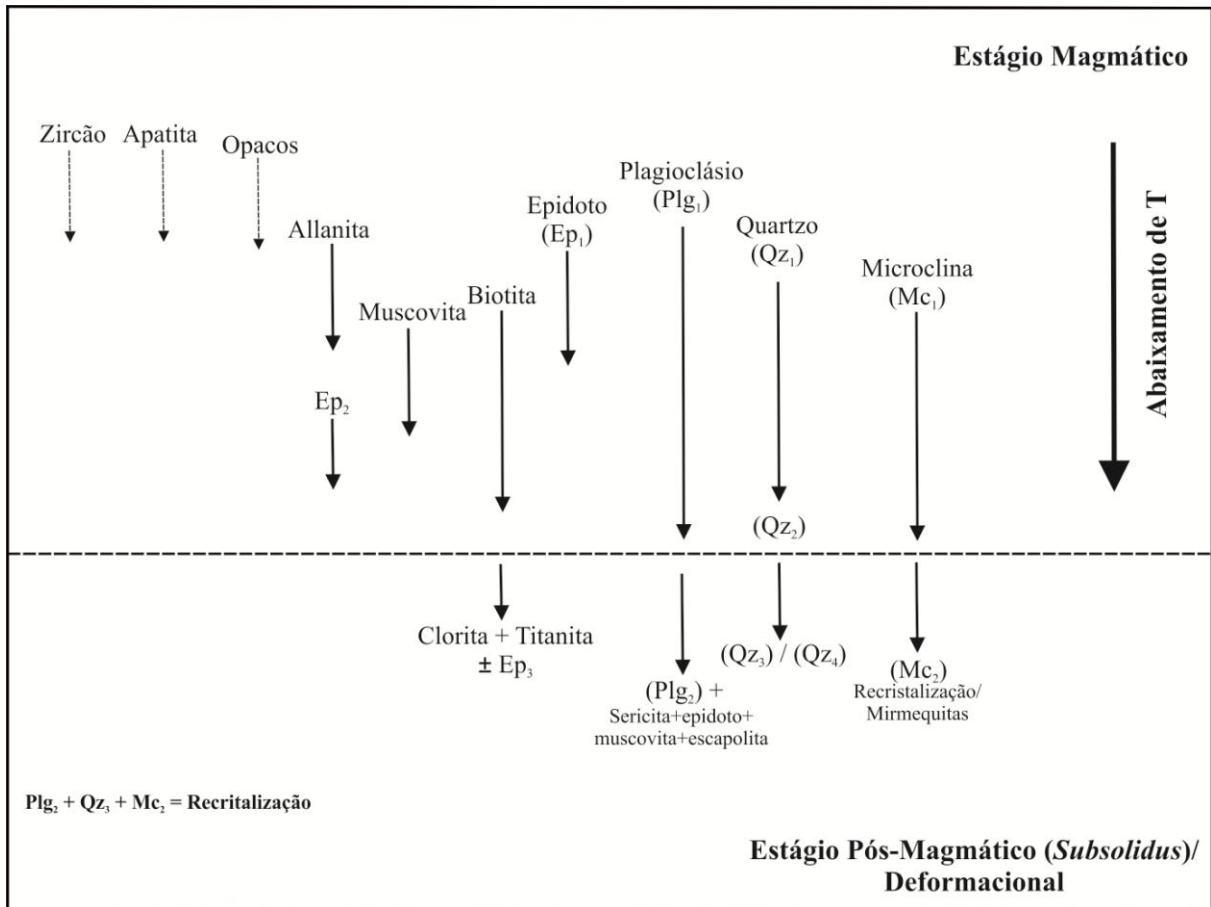 Estágio Magmático
Zircão
Apatita
Opacos
Allanita
Ep₂
Muscovita
Biotita
Epidoto
(Ep₁)
Plagioclásio
(Plg₁)
Quartzo
(Qz₁)
(Qz₂)
Microclina
(Mc₁)
Abaixamento de T
Clorita + Titanita
± Ep₃
(Plg₂) +
Sericita+epidoto+
muscovita+escapolita
(Qz₃) / (Qz₄)
(Mc₂)
Recristalização/
Mirmequitas
Plg₂ + Qz₃ + Mc₂ = Recritalização
Estágio Pós-Magmático (Subsolidus)/
Deformacional